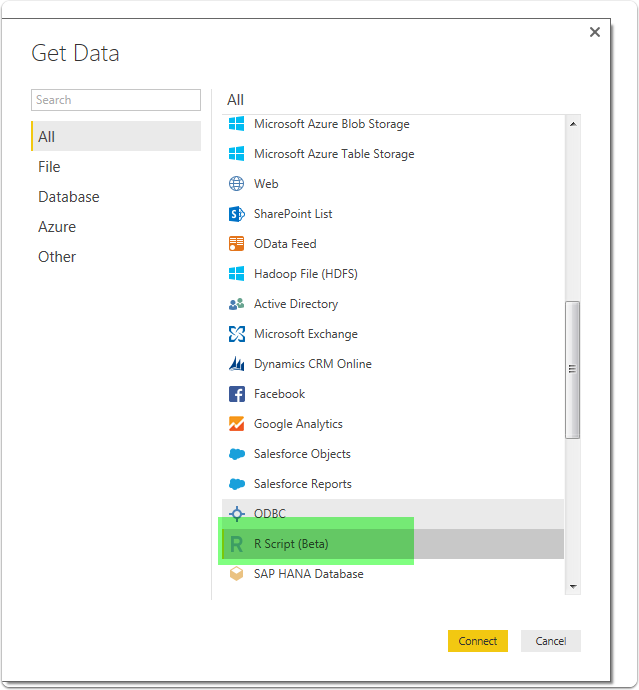 Get Data
Search
All
File
Database
Azure
Other
All
Microsoft Azure Blob Storage
Microsoft Azure Table Storage
Web
SharePoint List
OData Feed
Hadoop File (HDFS)
Active Directory
Microsoft Exchange
Dynamics CRM Online
Facebook
Google Analytics
Salesforce Objects
Salesforce Reports
ODBC
R Script (Beta)
SAP HANA Database
Connect
Cancel